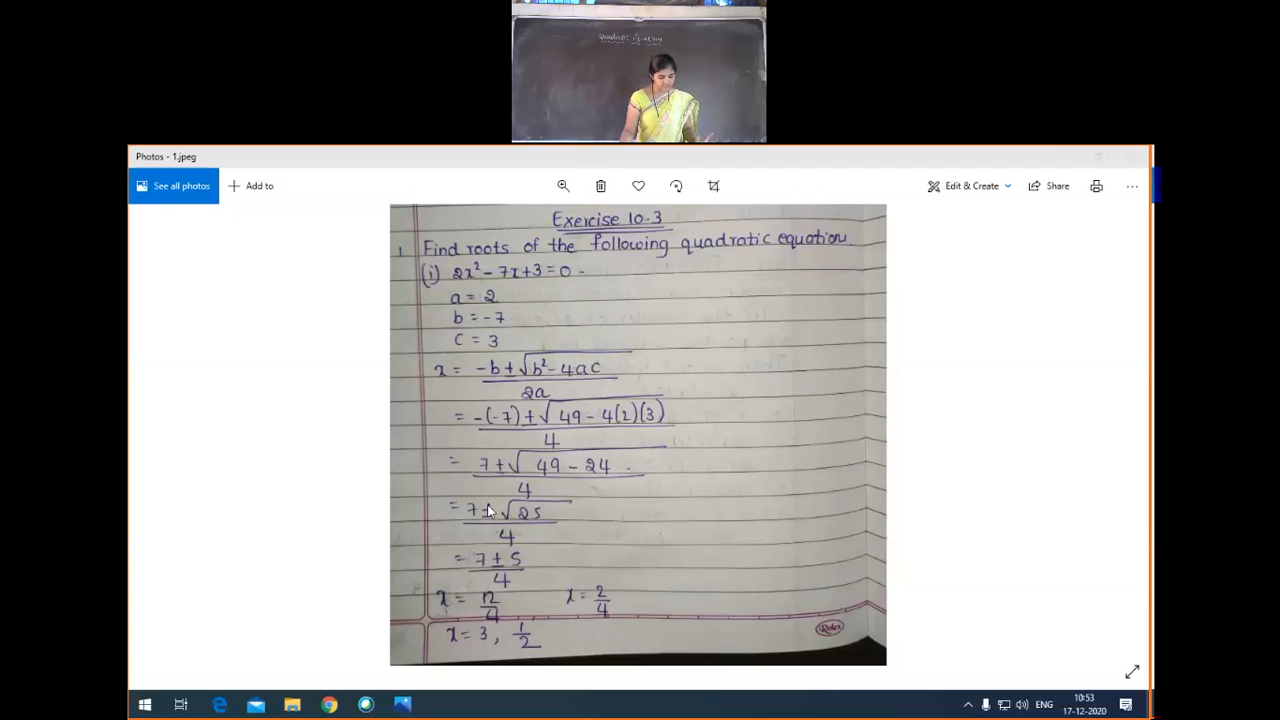 Photos - 1.jpeg
See all photos
Add to
Edit & Create
Share
Exercise 10.3
1 Find roots of the following quadratic equation
(i) 2x² - 7x+3=0 -
a = 2
b = -7
c = 3
x = -b ± √b² - 4ac / 2a
= -(-7) ± √49 - 4(2)(3) / 4
= 7 ± √49 - 24 / 4
= 7 ± √25 / 4
= 7 ± 5 / 4
x = 12/4 x = 2/4
x = 3, 1/2
Rolex
ENG
10:53
17-12-2020